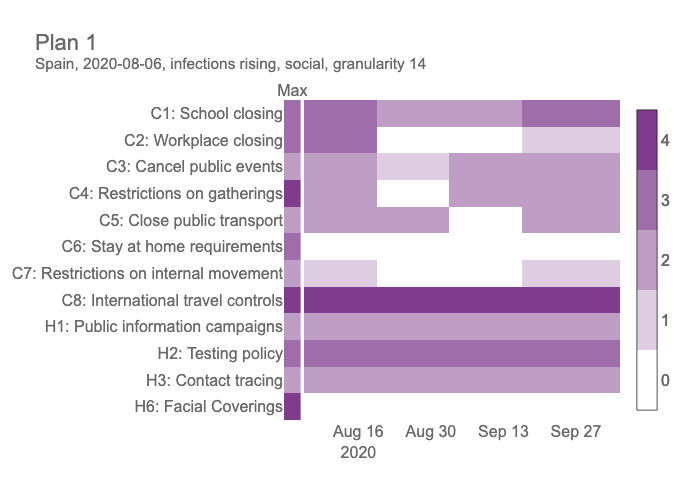 Plan 1
Spain, 2020-08-06, infections rising, social, granularity 14
Max
C1: School closing
C2: Workplace closing
C3: Cancel public events
C4: Restrictions on gatherings
C5: Close public transport
C6: Stay at home requirements
C7: Restrictions on internal movement
C8: International travel controls
H1: Public information campaigns
H2: Testing policy
H3: Contact tracing
H6: Facial Coverings
4
3
2
1
0
Aug 16 Aug 30 Sep 13 Sep 27
2020